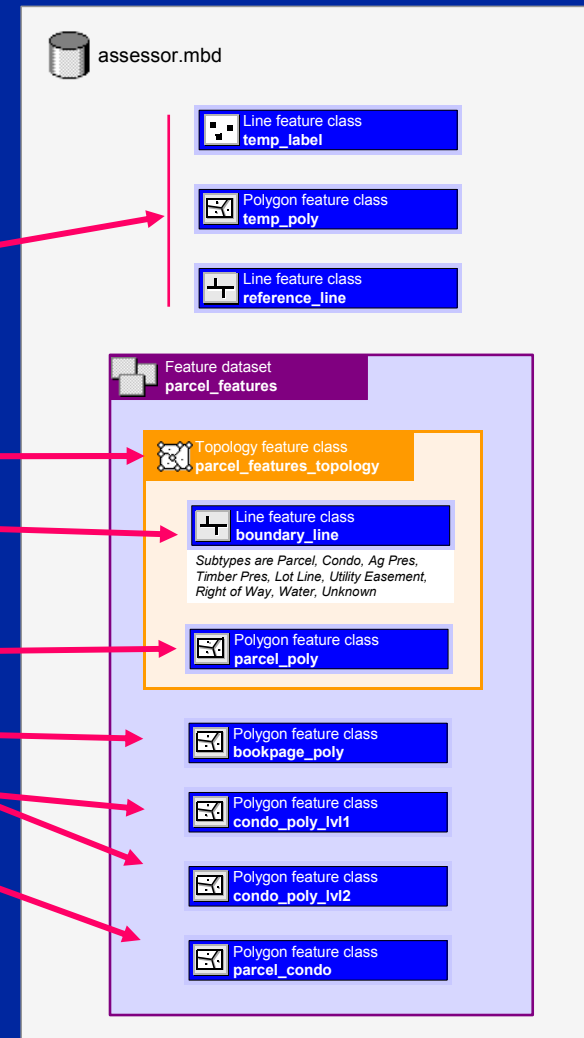 assessor.mbd
Line feature class
temp_label
Polygon feature class
temp_poly
Line feature class
reference_line
Feature dataset
parcel_features
Topology feature class
parcel_features_topology
Line feature class
boundary_line
Subtypes are Parcel, Condo, Ag Pres,
Timber Pres, Lot Line, Utility Easement,
Right of Way, Water, Unknown
Polygon feature class
parcel_poly
Polygon feature class
bookpage_poly
Polygon feature class
condo_poly_lvl1
Polygon feature class
condo_poly_lvl2
Polygon feature class
parcel_condo